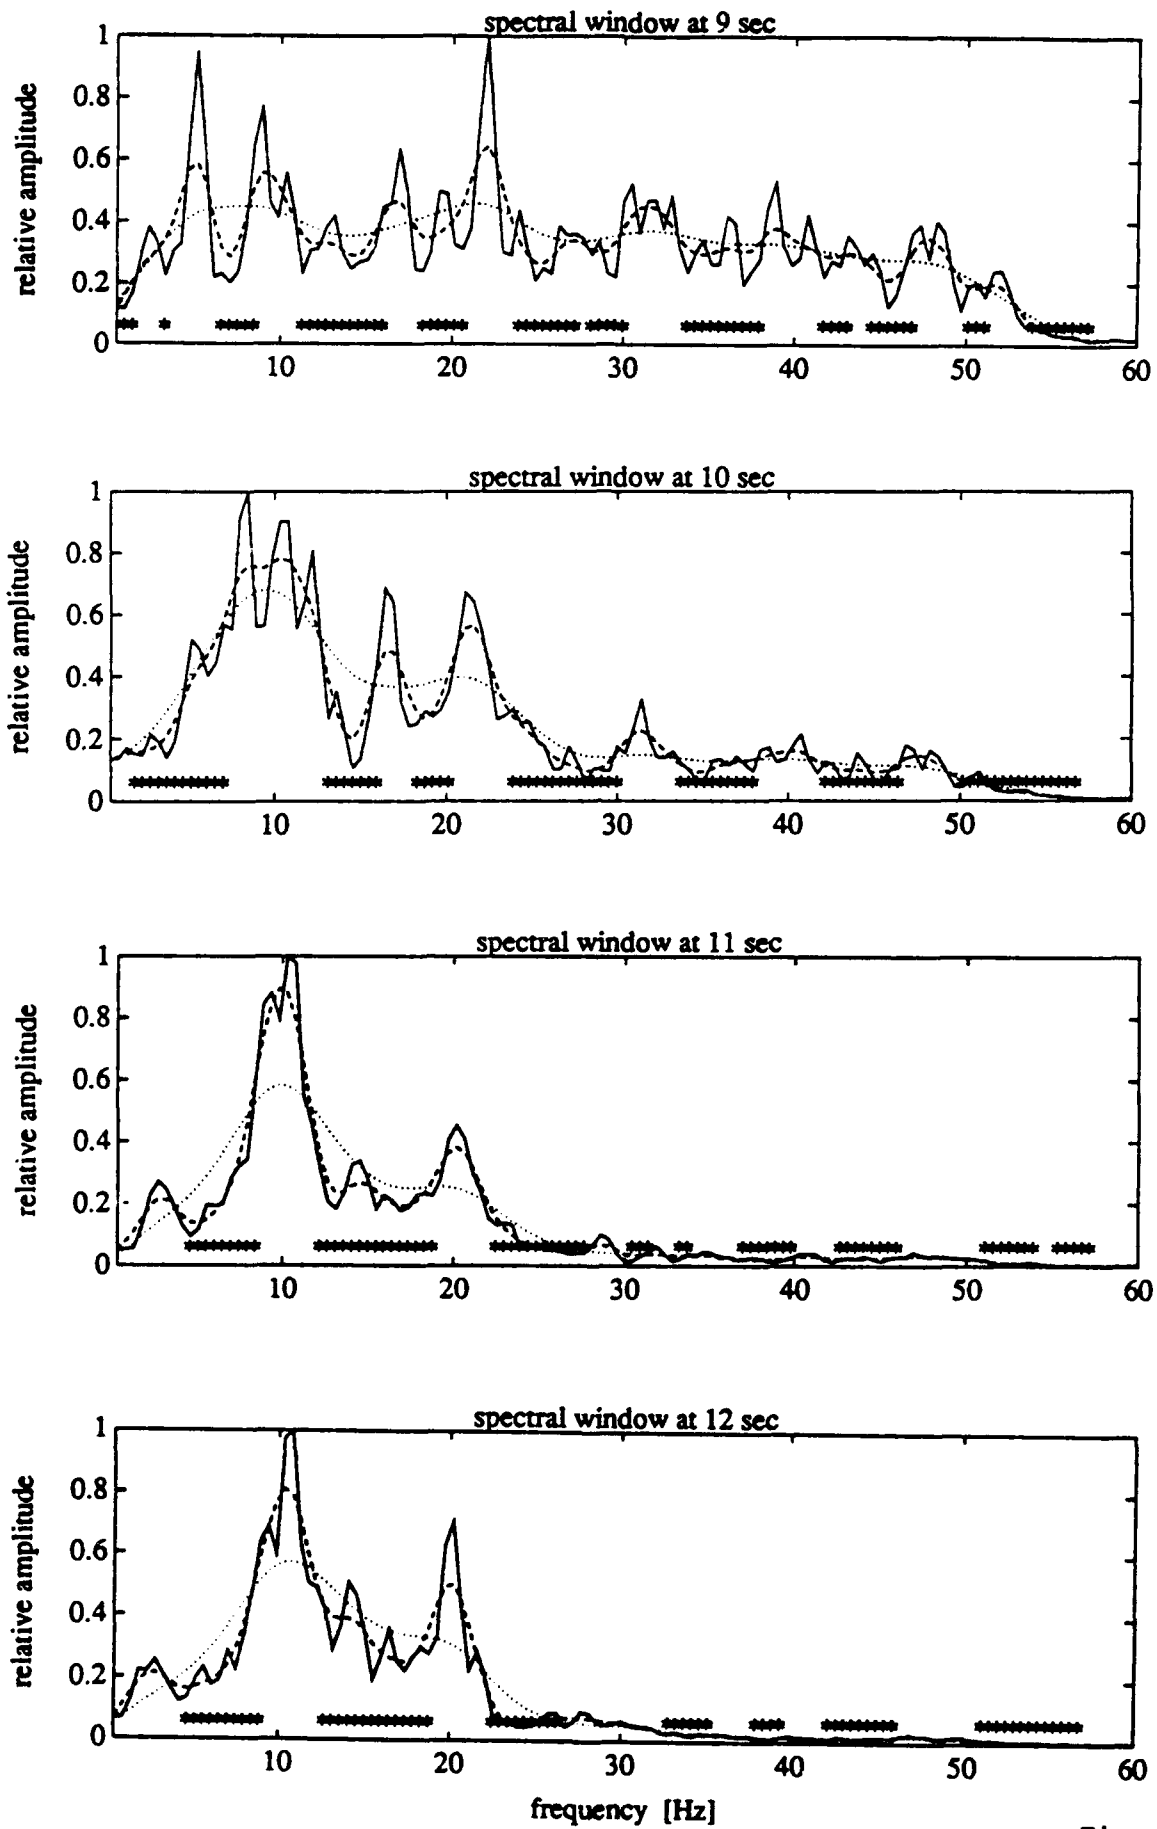 spectral window at 9 sec
1
0.8
0.6
0.4
0.2
0
relative amplitude
10 20 30 40 50 60
spectral window at 10 sec
1
0.8
0.6
0.4
0.2
0
relative amplitude
10 20 30 40 50 60
spectral window at 11 sec
1
0.8
0.6
0.4
0.2
0
relative amplitude
10 20 30 40 50 60
spectral window at 12 sec
1
0.8
0.6
0.4
0.2
0
relative amplitude
10 20 30 40 50 60
frequency [Hz]